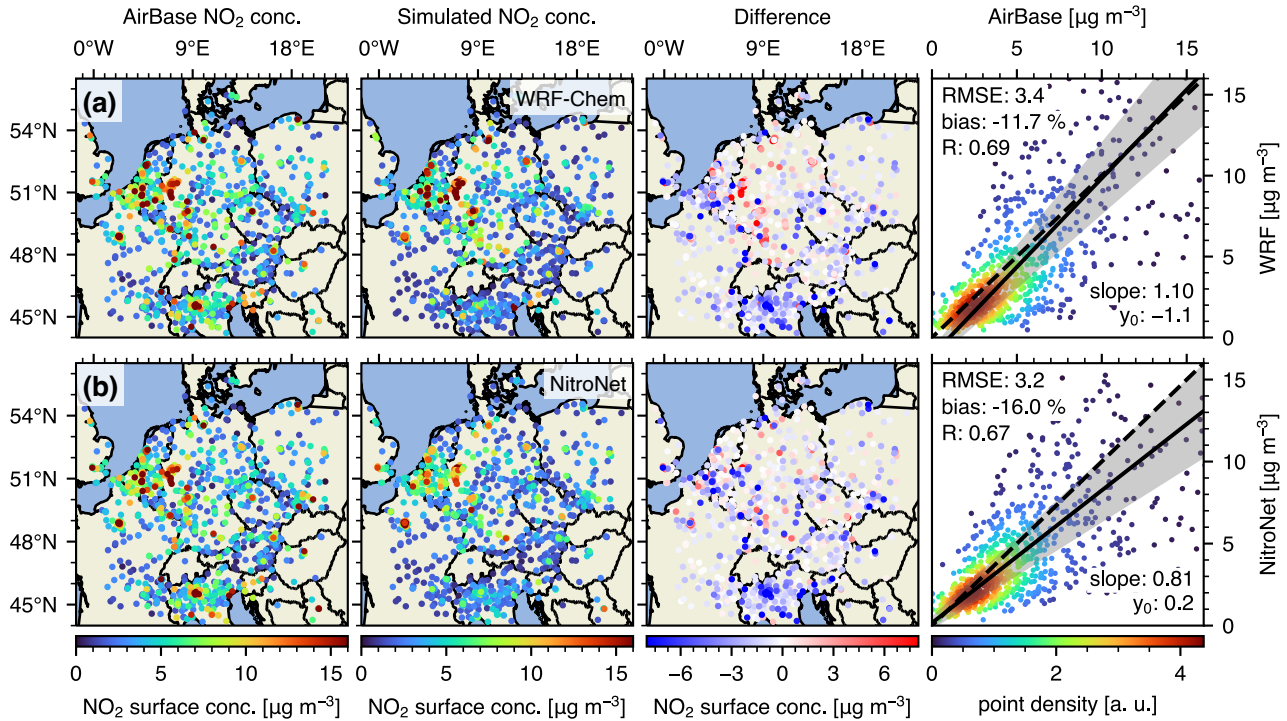 AirBase NO₂ conc.
Simulated NO₂ conc.
Difference
AirBase [µg m⁻³]
0°W 9°E 18°E
0°W 9°E 18°E
0°W 9°E 18°E
0 5 10 15
(a)
WRF-Chem
54°N
51°N
48°N
45°N
RMSE: 3.4
bias: -11.7 %
R: 0.69
slope: 1.10
y₀: −1.1
15
10
5
0
WRF [µg m⁻³]
(b)
NitroNet
54°N
51°N
48°N
45°N
RMSE: 3.2
bias: -16.0 %
R: 0.67
slope: 0.81
y₀: 0.2
15
10
5
0
NitroNet [µg m⁻³]
0 5 10 15
0 5 10 15
−6 −3 0 3 6
0 2 4
NO₂ surface conc. [µg m⁻³]
NO₂ surface conc. [µg m⁻³]
NO₂ surface conc. [µg m⁻³]
point density [a. u.]